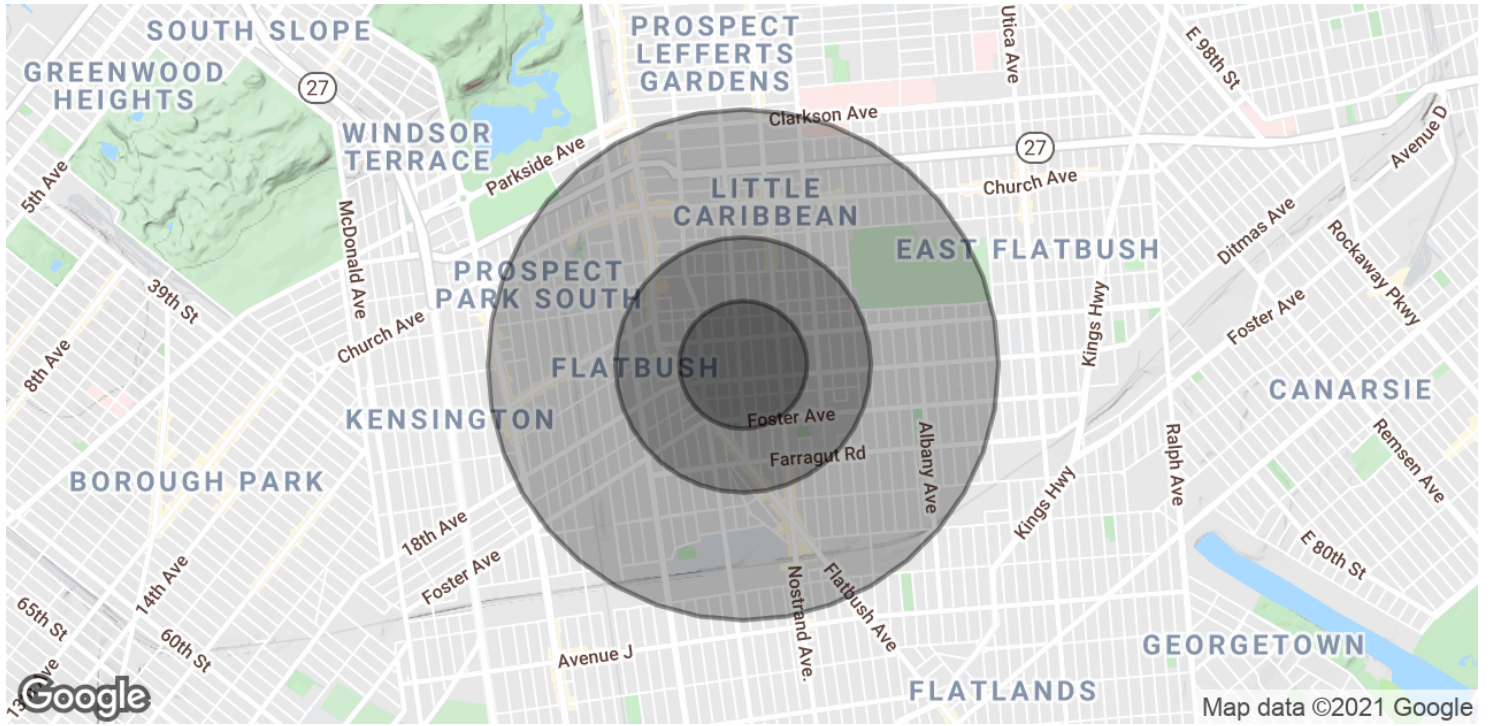 SOUTH SLOPE
PROSPECT
LEFFERTS
GARDENS
Utica Ave
E 98th St
GREENWOOD
HEIGHTS
27
WINDSOR
TERRACE
Clarkson Ave
Avenue D
Parkside Ave
27
5th Ave
LITTLE
CARIBBEAN
Church Ave
McDonald Ave
EAST FLATBUSH
Ditmas Ave
Rockaway Pkwy
PROSPECT
PARK SOUTH
39th St
Church Ave
Kings Hwy
Foster Ave
8th Ave
FLATBUSH
CANARSIE
KENSINGTON
Foster Ave
Farragut Rd
Albany Ave
Ralph Ave
Remsen Ave
BOROUGH PARK
Kings Hwy
18th Ave
Foster Ave
14th Ave
E 80th St
Nostrand Ave.
Flatbush Ave
65th St
60th St
Avenue J
GEORGETOWN
13th Ave
FLATLANDS
Google
Map data ©2021 Google